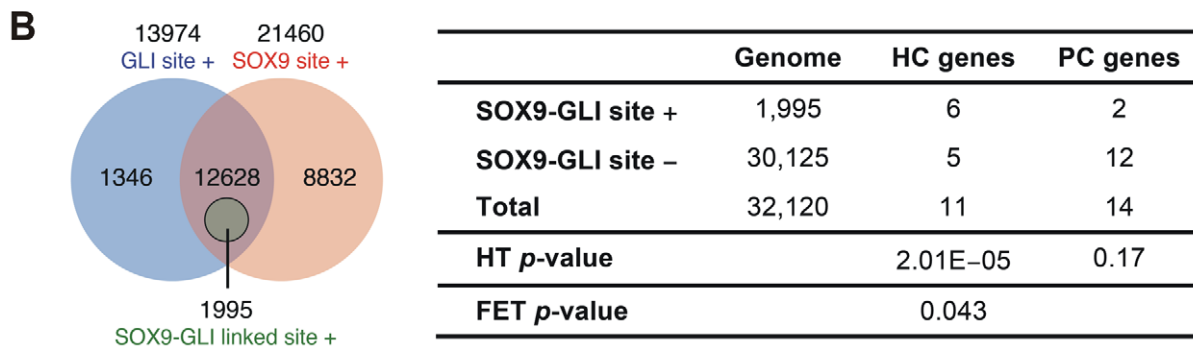 B
13974 21460
GLI site + SOX9 site +
1346 12628 8832
1995
SOX9-GLI linked site +
Genome HC genes PC genes
SOX9-GLI site + 1,995 6 2
SOX9-GLI site − 30,125 5 12
Total 32,120 11 14
HT p-value 2.01E−05 0.17
FET p-value 0.043